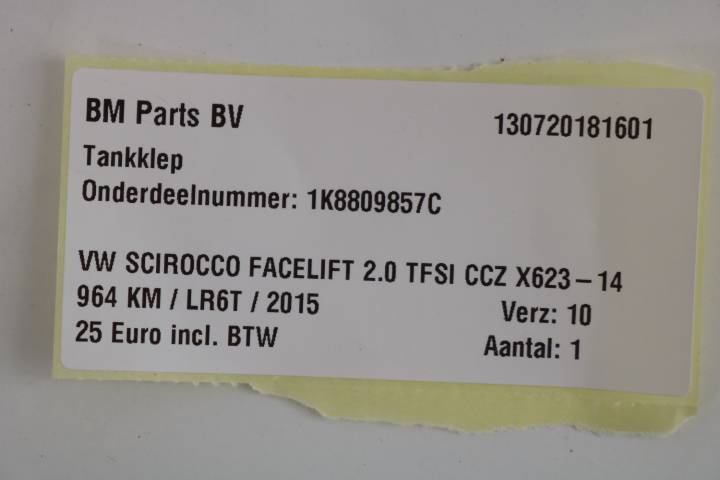 BM Parts BV 130720181601
Tankklep
Onderdeelnummer: 1K8809857C
VW SCIROCCO FACELIFT 2.0 TFSI CCZ X623-14
964 KM / LR6T / 2015 Verz: 10
25 Euro incl. BTW Aantal: 1